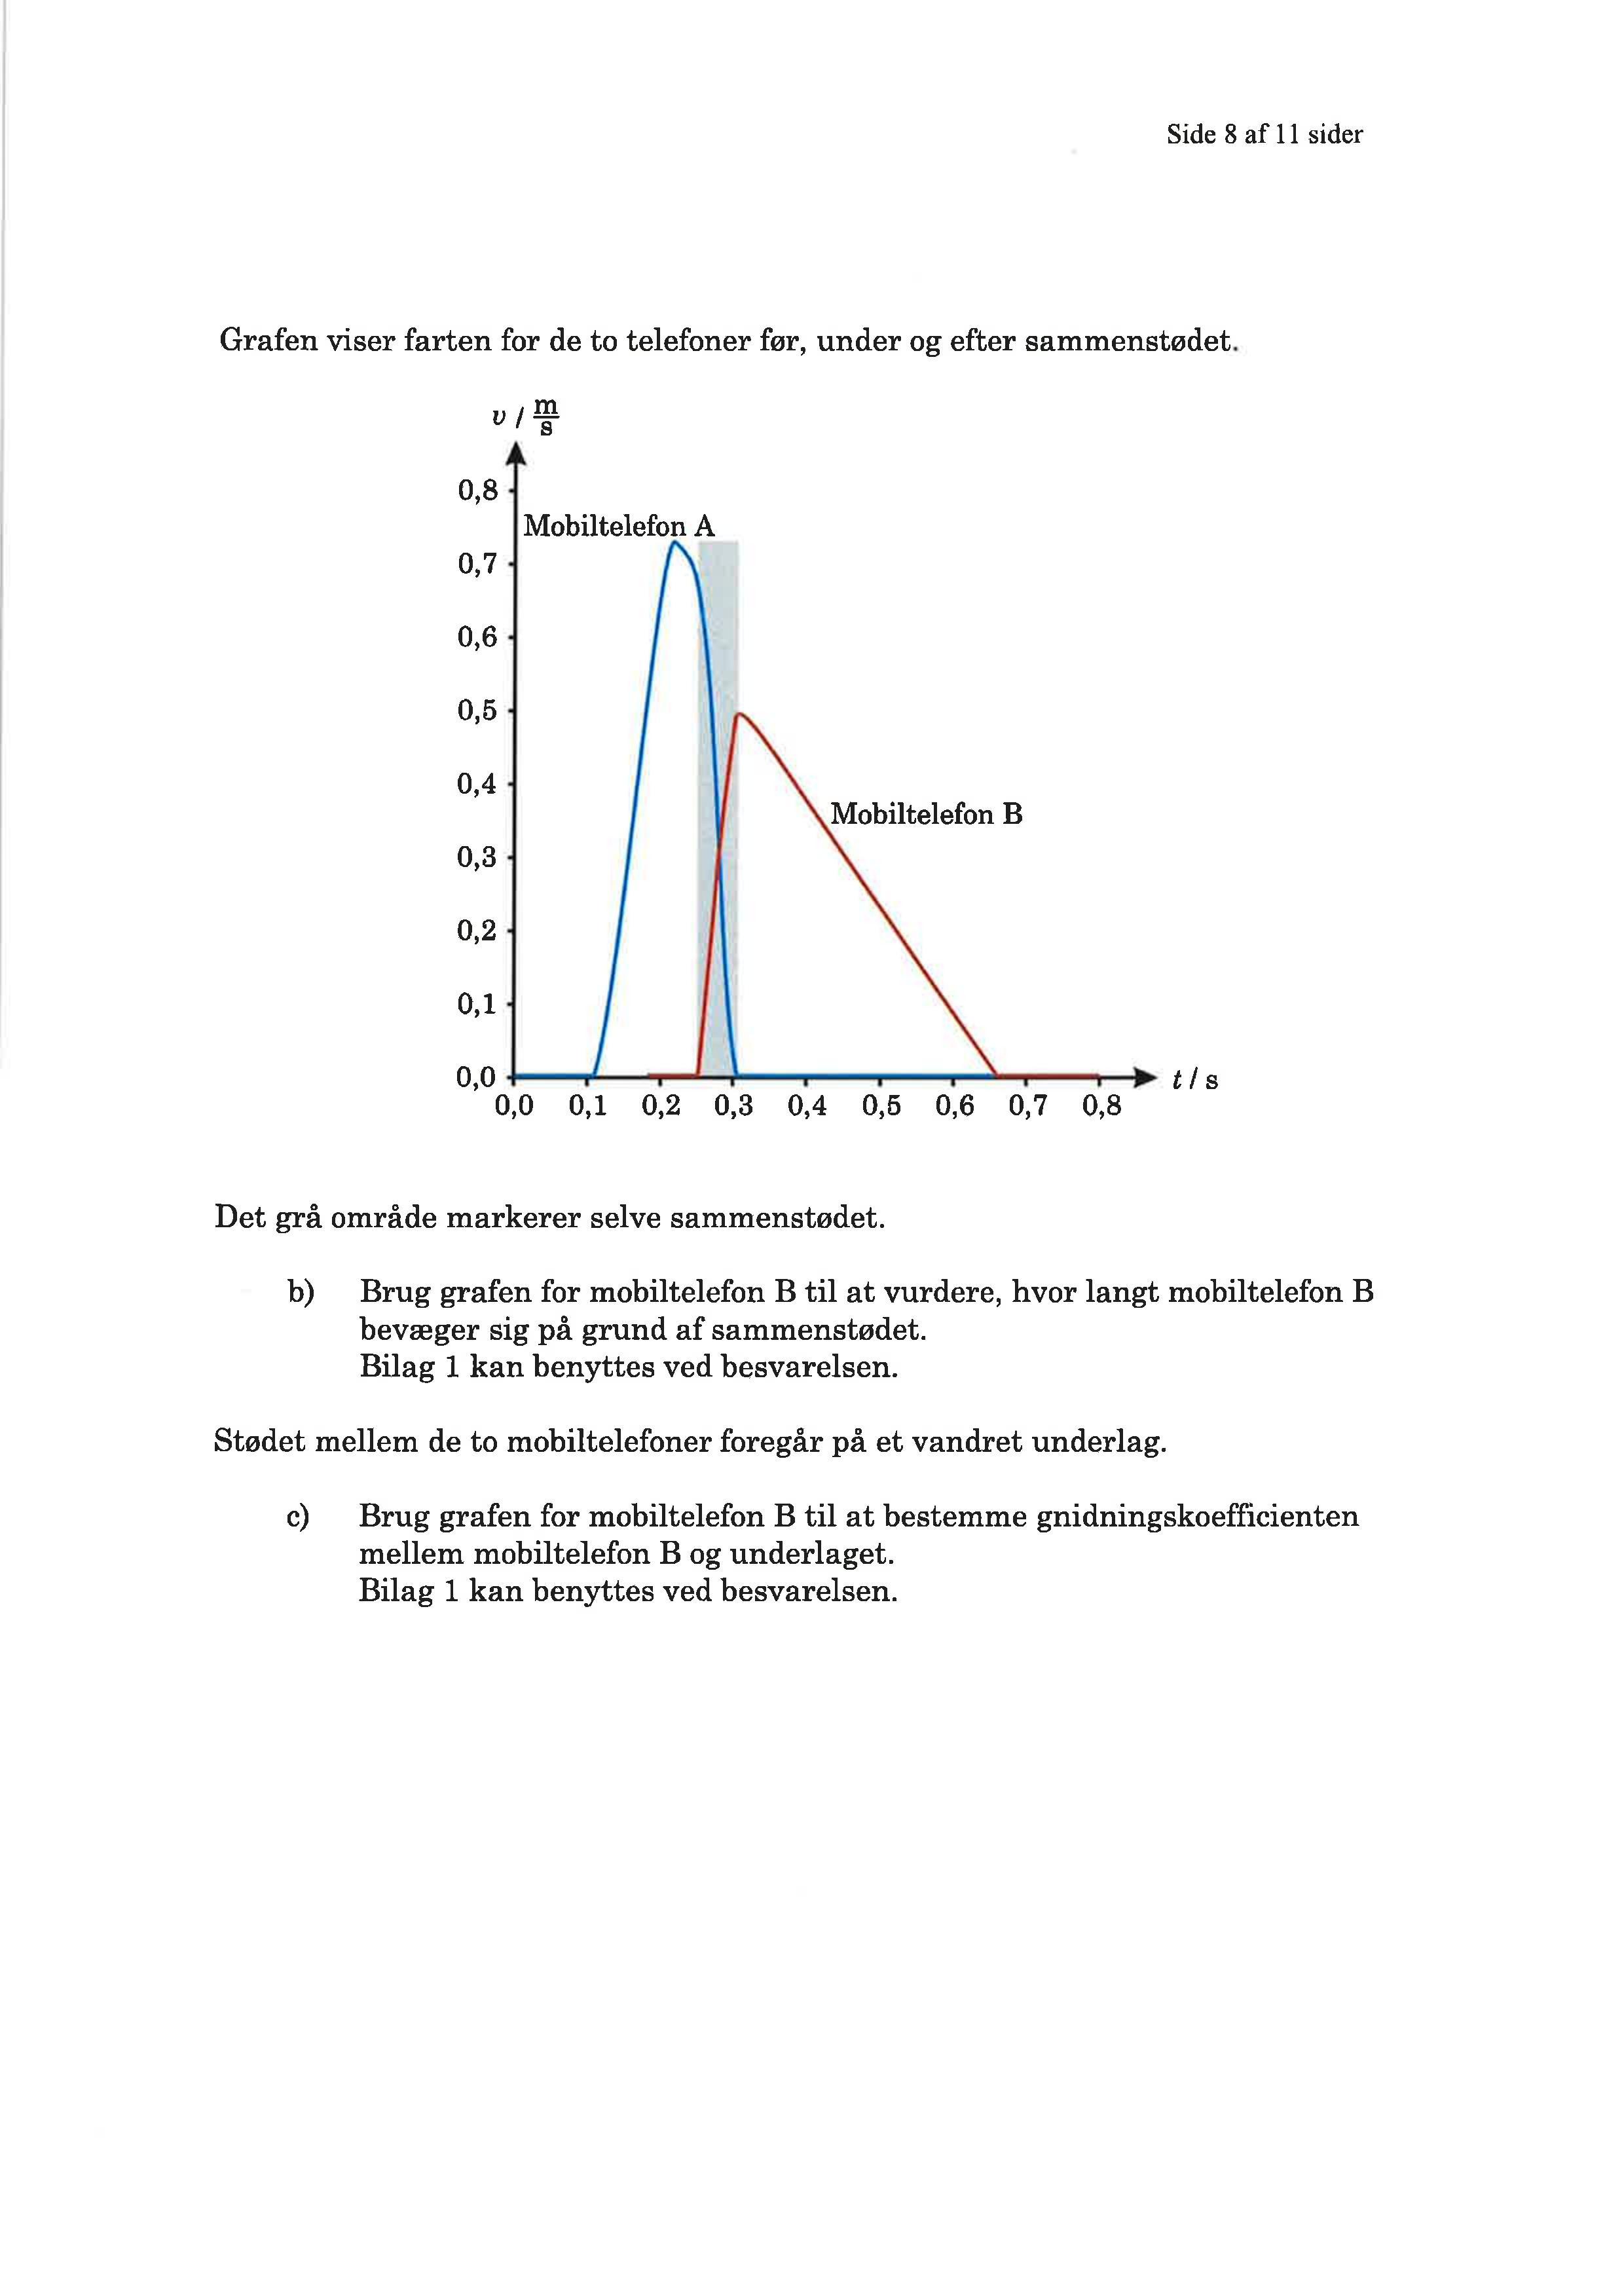 Side 8 af 11 sider
Grafen viser farten for de to telefoner før, under og efter sammenstødet.
v / m/s
0,8
Mobiltelefon A
0,7
0,6
0,5
0,4
Mobiltelefon B
0,3
0,2
0,1
0,0
t / s
0,0 0,1 0,2 0,3 0,4 0,5 0,6 0,7 0,8
Det grå område markerer selve sammenstødet.
b) Brug grafen for mobiltelefon B til at vurdere, hvor langt mobiltelefon B
bevæger sig på grund af sammenstødet.
Bilag 1 kan benyttes ved besvarelsen.
Stødet mellem de to mobiltelefoner foregår på et vandret underlag.
c) Brug grafen for mobiltelefon B til at bestemme gnidningskoefficienten
mellem mobiltelefon B og underlaget.
Bilag 1 kan benyttes ved besvarelsen.